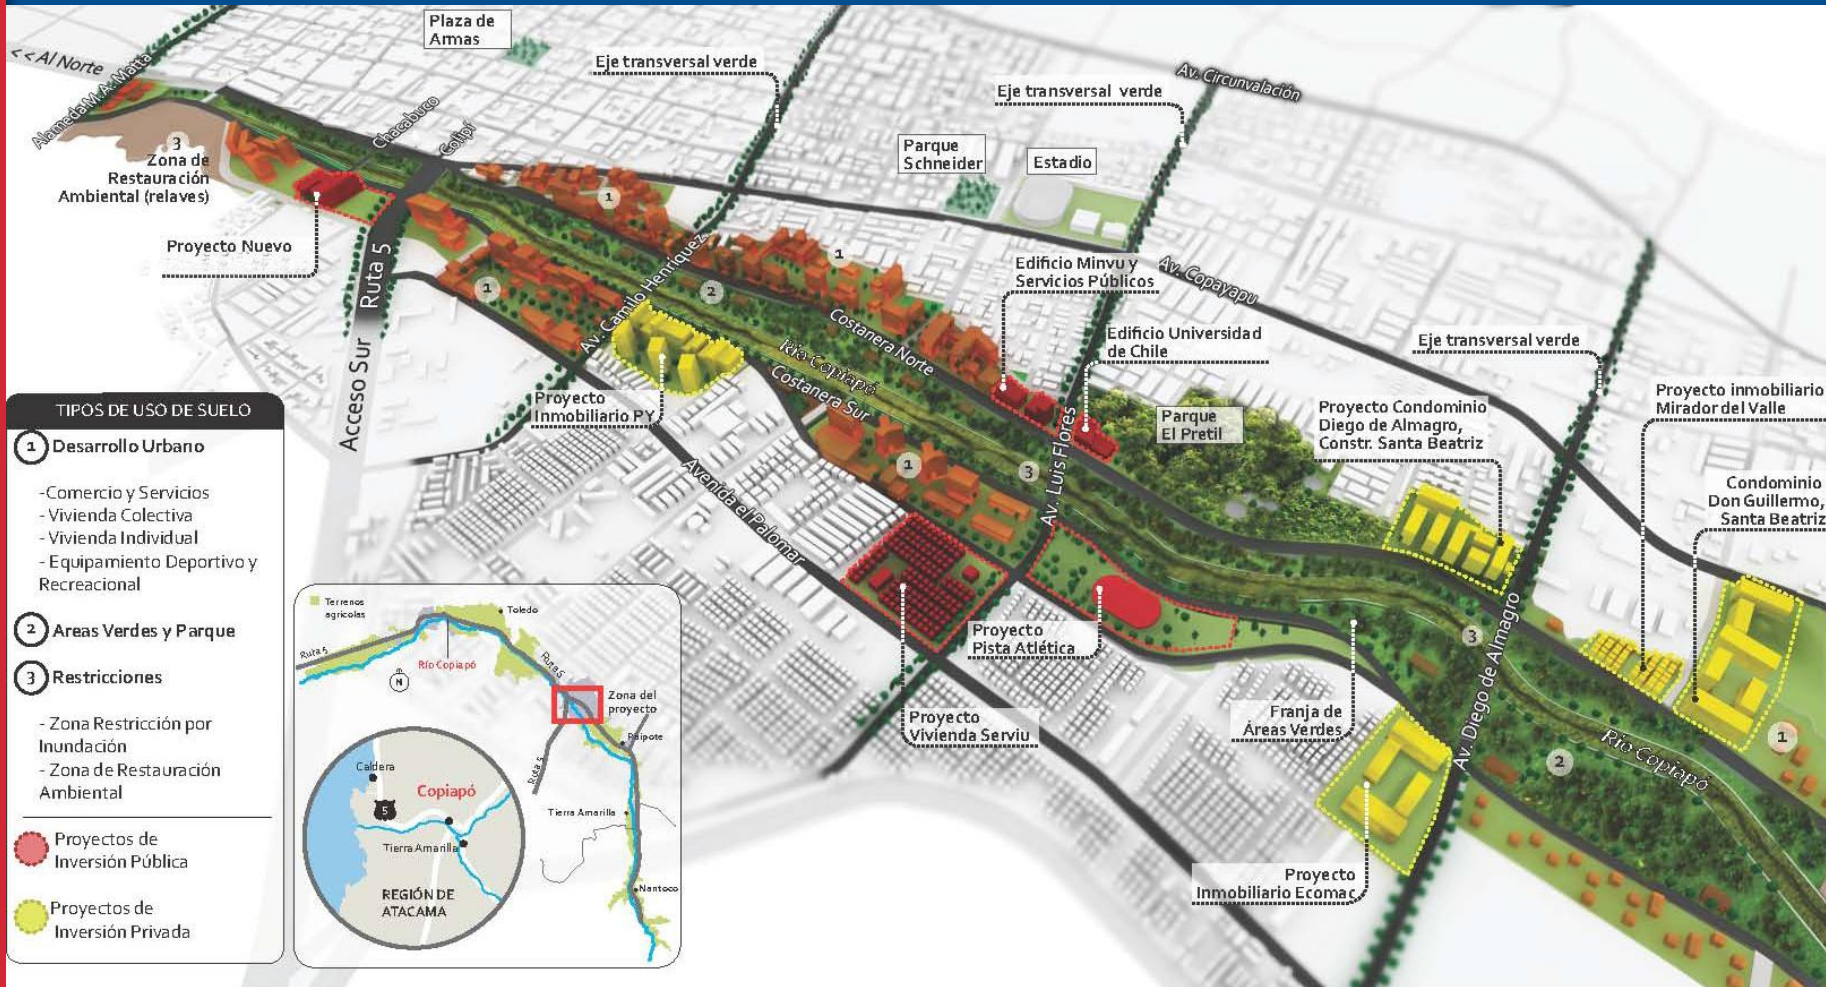 Plaza de
Armas
<< Al Norte
Alameda M.A. Matta
Eje transversal verde
Eje transversal verde
Av. Circunvalación
Chacabuco
Colipí
3
Zona de
Restauración
Ambiental (relaves)
Parque
Schneider
Estadio
1
Proyecto Nuevo
Ruta 5
Acceso Sur
1
Av. Camilo Henríquez
2
1
Edificio Minvu y
Servicios Públicos
Av. Copayapu
Costanera Norte
Río Copiapó
Costanera Sur
Edificio Universidad
de Chile
Eje transversal verde
Proyecto
Inmobiliario PY
Parque
El Pretil
Proyecto Condominio
Diego de Almagro,
Constr. Santa Beatriz
Proyecto inmobiliario
Mirador del Valle
Condominio
Don Guillermo,
Santa Beatriz
Avenida el Palomar
1
3
Av. Luis Flores
Proyecto
Pista Atlética
3
Av. Diego de Almagro
Proyecto
Vivienda Serviu
Franja de
Áreas Verdes
Río Copiapó
2
1
Proyecto
Inmobiliario Ecomac
TIPOS DE USO DE SUELO
1 Desarrollo Urbano
-Comercio y Servicios
- Vivienda Colectiva
- Vivienda Individual
- Equipamiento Deportivo y
Recreacional
2 Areas Verdes y Parque
3 Restricciones
- Zona Restricción por
Inundación
- Zona de Restauración
Ambiental
Proyectos de
Inversión Pública
Proyectos de
Inversión Privada
Terrenos
agrícolas
Toledo
Ruta 5
Río Copiapó
N
Ruta 5
Zona del
proyecto
Paipote
Ruta 5
Tierra Amarilla
Nantoco
Caldera
5
Copiapó
Tierra Amarilla
REGIÓN DE
ATACAMA